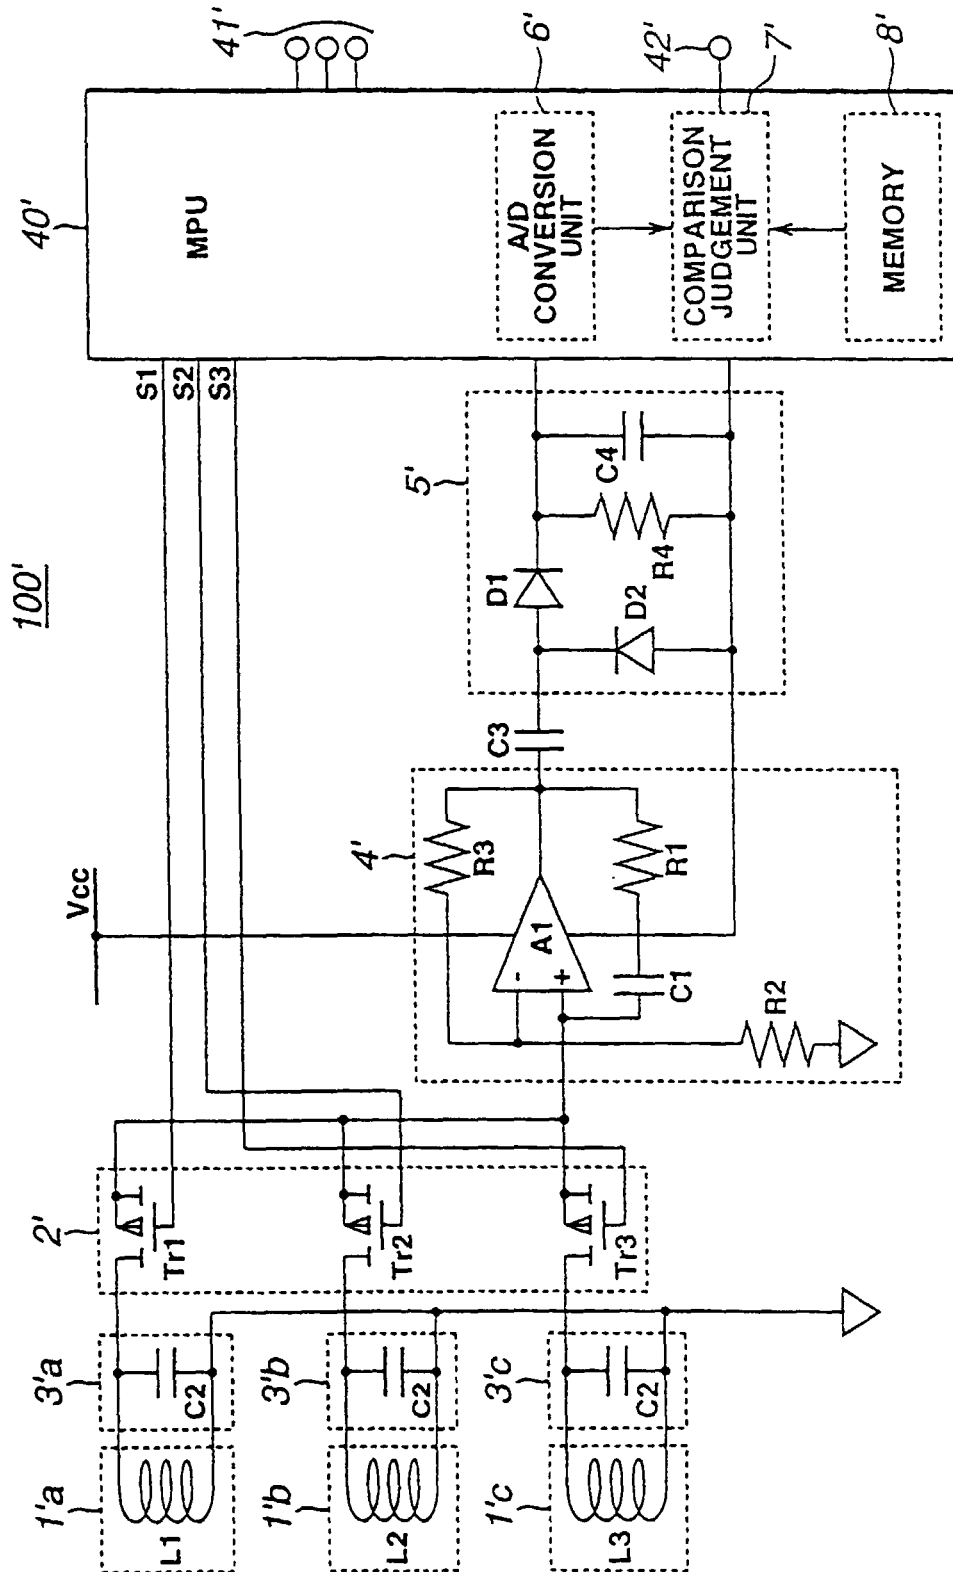 100'
1'a
L1
1'b
L2
1'c
L3
3'a
C2
3'b
C2
3'c
C2
2'
Tr1
Tr2
Tr3
Vcc
4'
R3
A1
-
+
R1
C1
R2
C3
5'
D1
D2
R4
C4
S1
S2
S3
40'
MPU
41'
A/D
CONVERSION
UNIT
6'
COMPARISON
JUDGEMENT
UNIT
42'
7'
MEMORY
8'